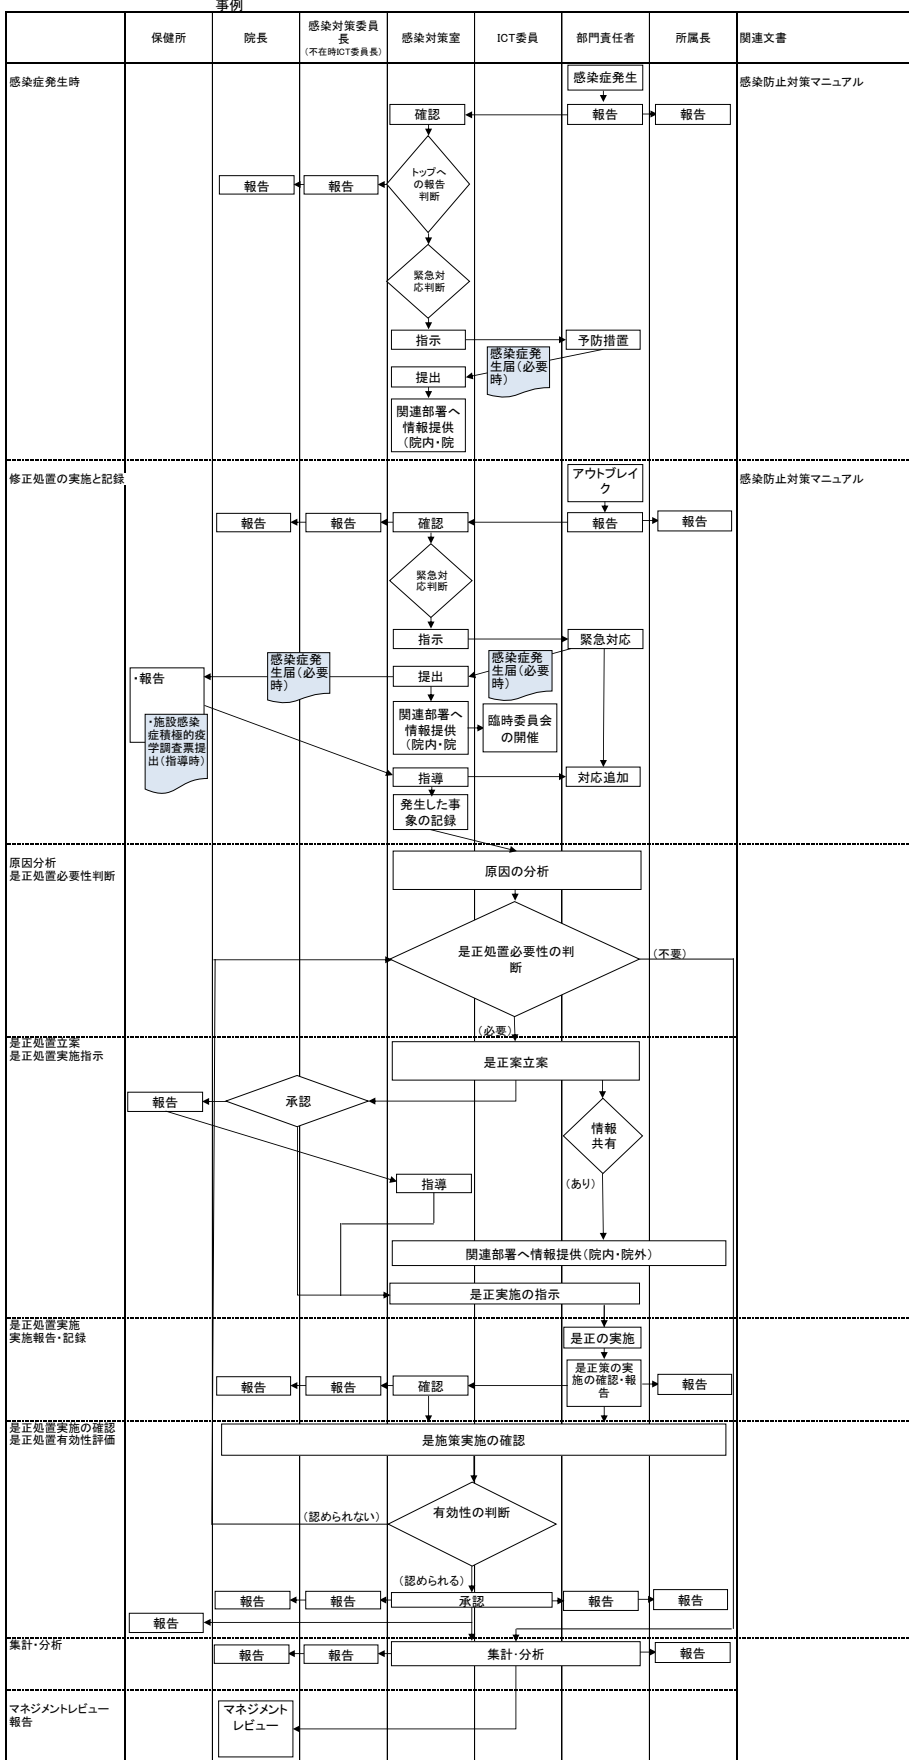 事例
保健所
院長
感染対策委員
長
（不在時ICT委員長）
感染対策室
ICT委員
部門責任者
所属長
関連文書
感染症発生時
感染症発生
感染防止対策マニュアル
確認
報告
報告
トップへ
の報告
判断
報告
報告
緊急対
応判断
指示
予防措置
感染症発
生届（必要
時）
提出
関連部署へ
情報提供
（院内・院
修正処置の実施と記録
アウトブレイ
ク
感染防止対策マニュアル
報告
報告
確認
報告
報告
緊急対
応判断
指示
緊急対応
感染症発
生届（必要
時）
感染症発
生届（必要
時）
・報告
提出
・施設感染
症積極的疫
学調査票提
出（指導時）
関連部署へ
情報提供
（院内・院
臨時委員会
の開催
指導
対応追加
発生した事
象の記録
原因分析
是正処置必要性判断
原因の分析
是正処置必要性の判
断
（不要）
（必要）
是正処置立案
是正処置実施指示
是正案立案
報告
承認
情報
共有
（あり）
指導
関連部署へ情報提供（院内・院外）
是正実施の指示
是正処置実施
実施報告・記録
是正の実施
是正策の実
施の確認・報
告
報告
報告
確認
報告
是正処置実施の確認
是正処置有効性評価
是施策実施の確認
有効性の判断
（認められない）
（認められる）
報告
報告
承認
報告
報告
報告
集計・分析
報告
報告
集計・分析
報告
マネジメントレビュー
報告
マネジメント
レビュー